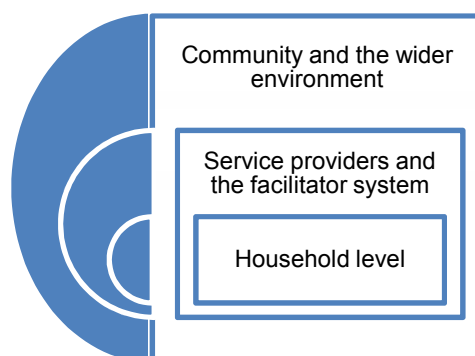 Community and the wider
environment
Service providers and
the facilitator system
Household level